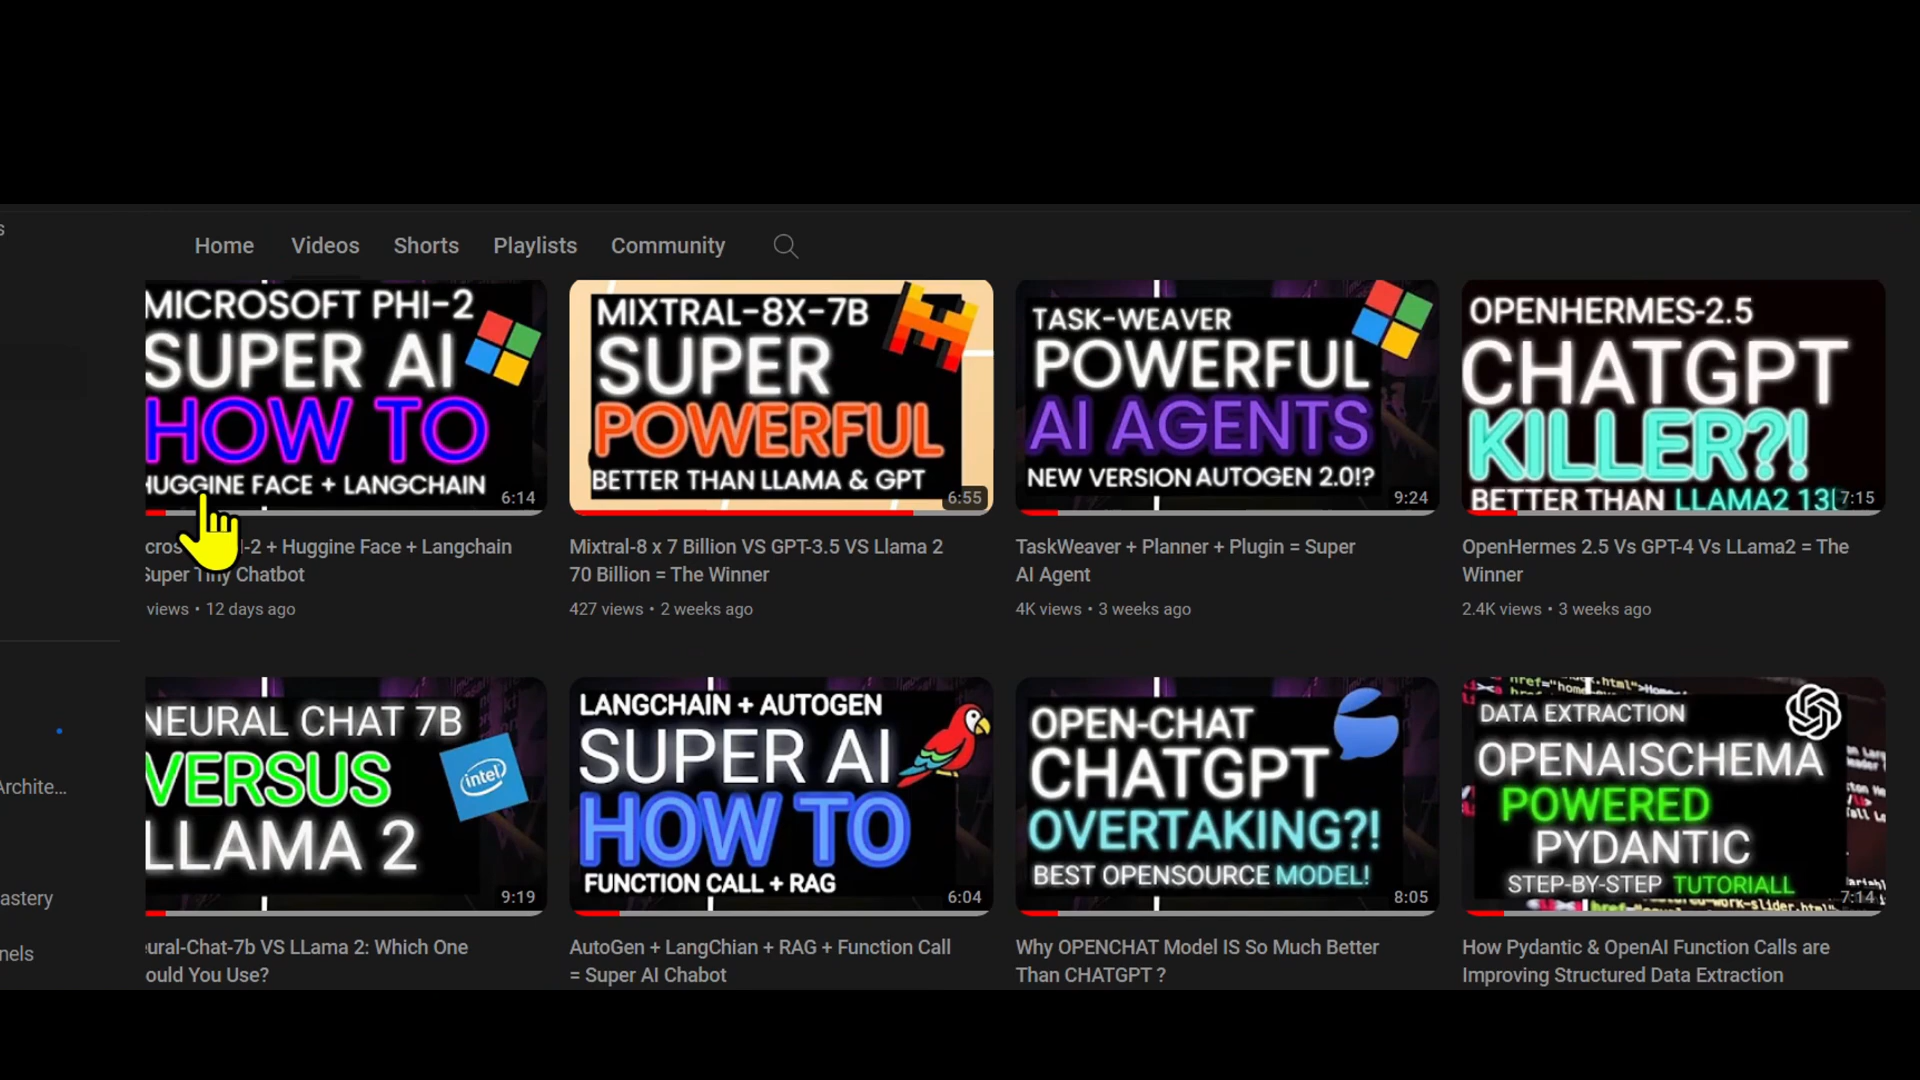 s
Home Videos Shorts Playlists Community
MICROSOFT PHI-2
SUPER AI
HOW TO
HUGGINE FACE + LANGCHAIN
6:14
MIXTRAL-8X-7B
SUPER
POWERFUL
BETTER THAN LLAMA & GPT
6:55
TASK-WEAVER
POWERFUL
AI AGENTS
NEW VERSION AUTOGEN 2.0!?
9:24
OPENHERMES-2.5
CHATGPT
KILLER?!
BETTER THAN LLAMA2 13
7:15
cros -2 + Huggine Face + Langchain
Super Tiny Chatbot
views • 12 days ago
Mixtral-8 x 7 Billion VS GPT-3.5 VS Llama 2
70 Billion = The Winner
427 views • 2 weeks ago
TaskWeaver + Planner + Plugin = Super
AI Agent
4K views • 3 weeks ago
OpenHermes 2.5 Vs GPT-4 Vs LLama2 = The
Winner
2.4K views • 3 weeks ago
NEURAL CHAT 7B
VERSUS
LLAMA 2
intel
9:19
LANGCHAIN + AUTOGEN
SUPER AI
HOW TO
FUNCTION CALL + RAG
6:04
OPEN-CHAT
CHATGPT
OVERTAKING?!
BEST OPENSOURCE MODEL!
8:05
DATA EXTRACTION
OPENAISCHEMA
POWERED
PYDANTIC
STEP-BY-STEP TUTORIALL
7:14
ural-Chat-7b VS LLama 2: Which One
ould You Use?
AutoGen + LangChian + RAG + Function Call
= Super AI Chabot
Why OPENCHAT Model IS So Much Better
Than CHATGPT ?
How Pydantic & OpenAI Function Calls are
Improving Structured Data Extraction
Archite...
astery
nels